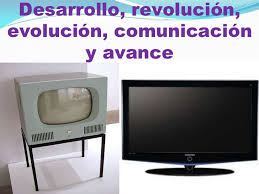 Desarrollo, revolución,
evolución, comunicación
y avance